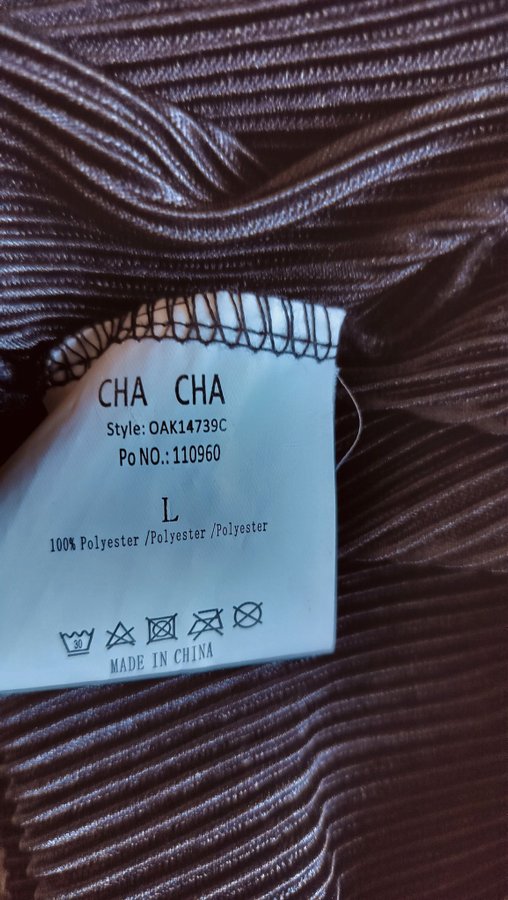 CHA CHA
Style: OAK14739C
Po NO.: 110960
L
100% Polyester /Polyester /Polyester
30
MADE IN CHINA